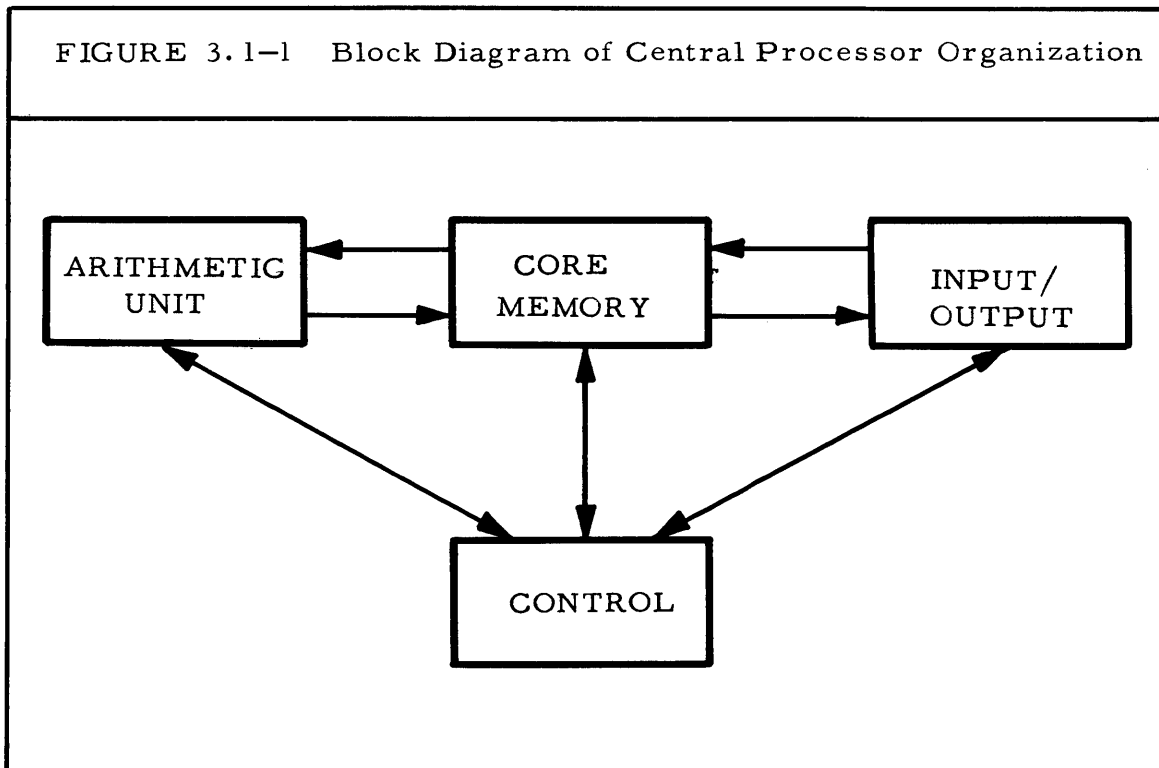 FIGURE 3.1-1 Block Diagram of Central Processor Organization
ARITHMETIC
UNIT
CORE
MEMORY
INPUT/
OUTPUT
CONTROL